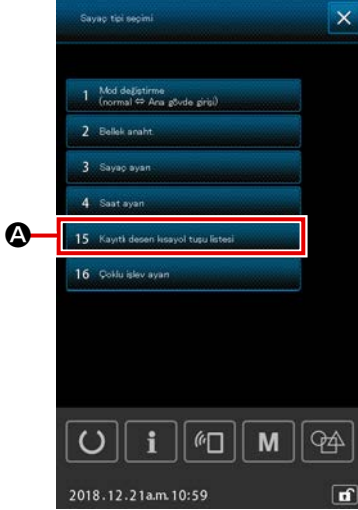 Sayaç tipi seçimi
1 Mod değiştirme
(normal ⇔ Ana gövde girişi)
2 Bellek anaht.
3 Sayaç ayarı
4 Saat ayarı
A
15 Kayıtlı desen kısayol tuşu listesi
16 Çoklu işlev ayarı
i
M
2018.12.21a.m.10:59